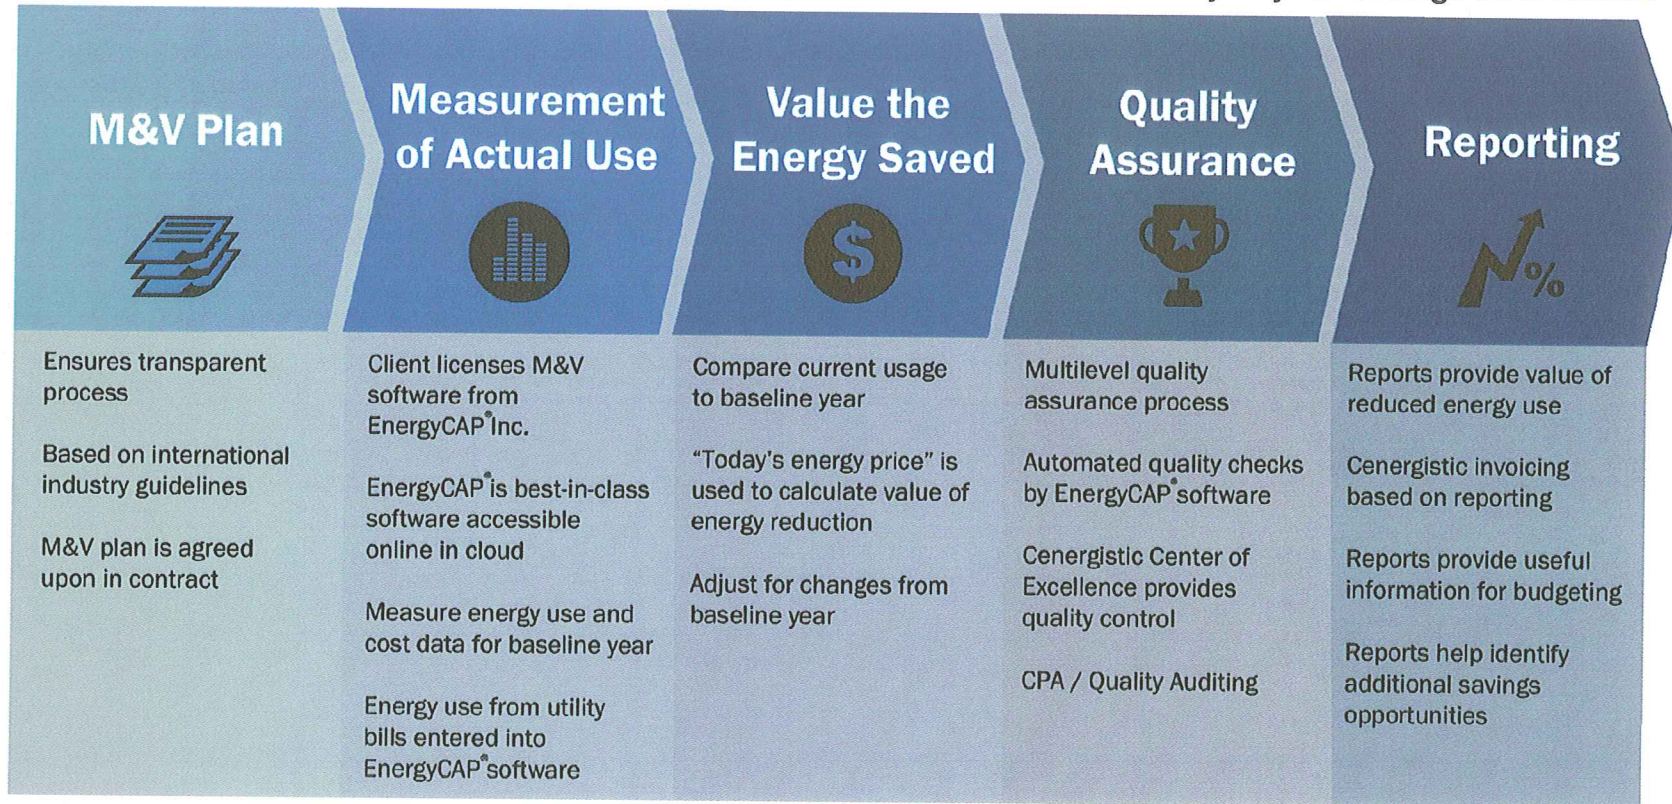 M&V Plan
Ensures transparent
process
Based on international
industry guidelines
M&V plan is agreed
upon in contract
Measurement
of Actual Use
Client licenses M&V
software from
EnergyCAP® Inc.
EnergyCAP® is best-in-class
software accessible
online in cloud
Measure energy use and
cost data for baseline year
Energy use from utility
bills entered into
EnergyCAP® software
Value the
Energy Saved
$
Compare current usage
to baseline year
“Today's energy price” is
used to calculate value of
energy reduction
Adjust for changes from
baseline year
Quality
Assurance
Multilevel quality
assurance process
Automated quality checks
by EnergyCAP® software
Cenergistic Center of
Excellence provides
quality control
CPA / Quality Auditing
Reporting
%
Reports provide value of
reduced energy use
Cenergistic invoicing
based on reporting
Reports provide useful
information for budgeting
Reports help identify
additional savings
opportunities